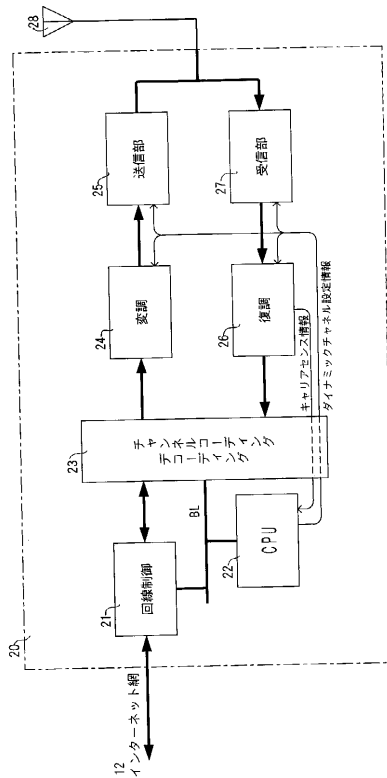 20
12
インターネット網
21
回線制御
22
CPU
BL
23
チャンネルコーディング
デコーディング
24
変調
25
送信部
26
復調
27
受信部
28
キャリアセンス情報
ダイナミックチャネル設定情報